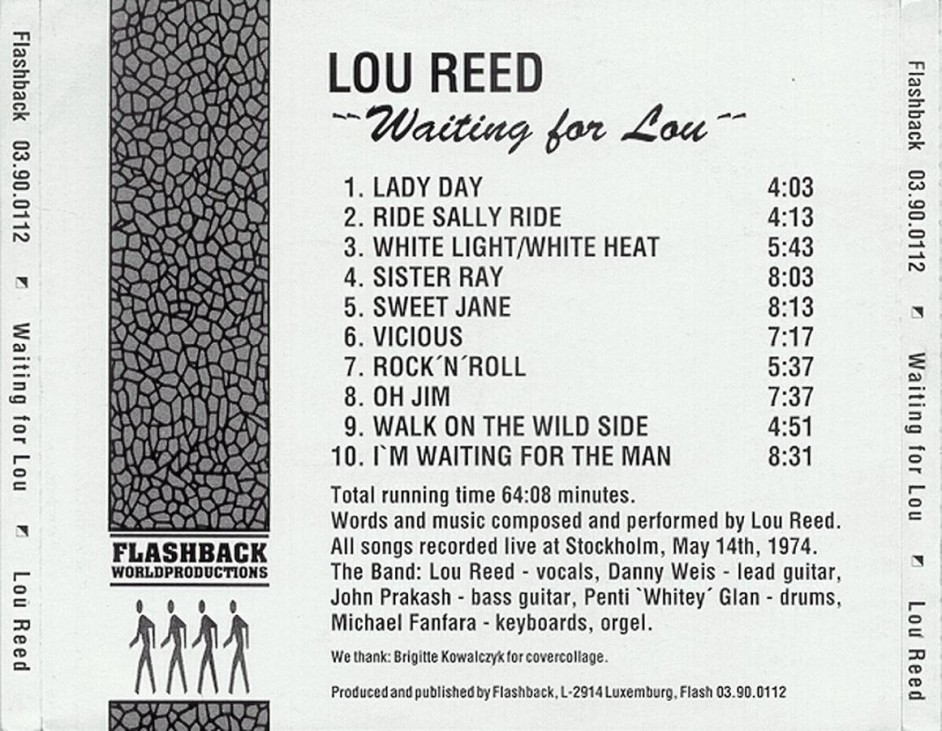 Flashback 03.90.0112 ◩ Waiting for Lou ◩ Lou Reed
LOU REED
~~Waiting for Lou~~
1. LADY DAY 4:03
2. RIDE SALLY RIDE 4:13
3. WHITE LIGHT/WHITE HEAT 5:43
4. SISTER RAY 8:03
5. SWEET JANE 8:13
6. VICIOUS 7:17
7. ROCK´N´ROLL 5:37
8. OH JIM 7:37
9. WALK ON THE WILD SIDE 4:51
10. I`M WAITING FOR THE MAN 8:31
Total running time 64:08 minutes.
Words and music composed and performed by Lou Reed.
All songs recorded live at Stockholm, May 14th, 1974.
The Band: Lou Reed - vocals, Danny Weis - lead guitar,
John Prakash - bass guitar, Penti `Whitey´ Glan - drums,
Michael Fanfara - keyboards, orgel.
We thank: Brigitte Kowalczyk for covercollage.
Produced and published by Flashback, L-2914 Luxemburg, Flash 03.90.0112
FLASHBACK
WORLDPRODUCTIONS
Flashback 03.90.0112 ◩ Waiting for Lou ◩ Lou Reed